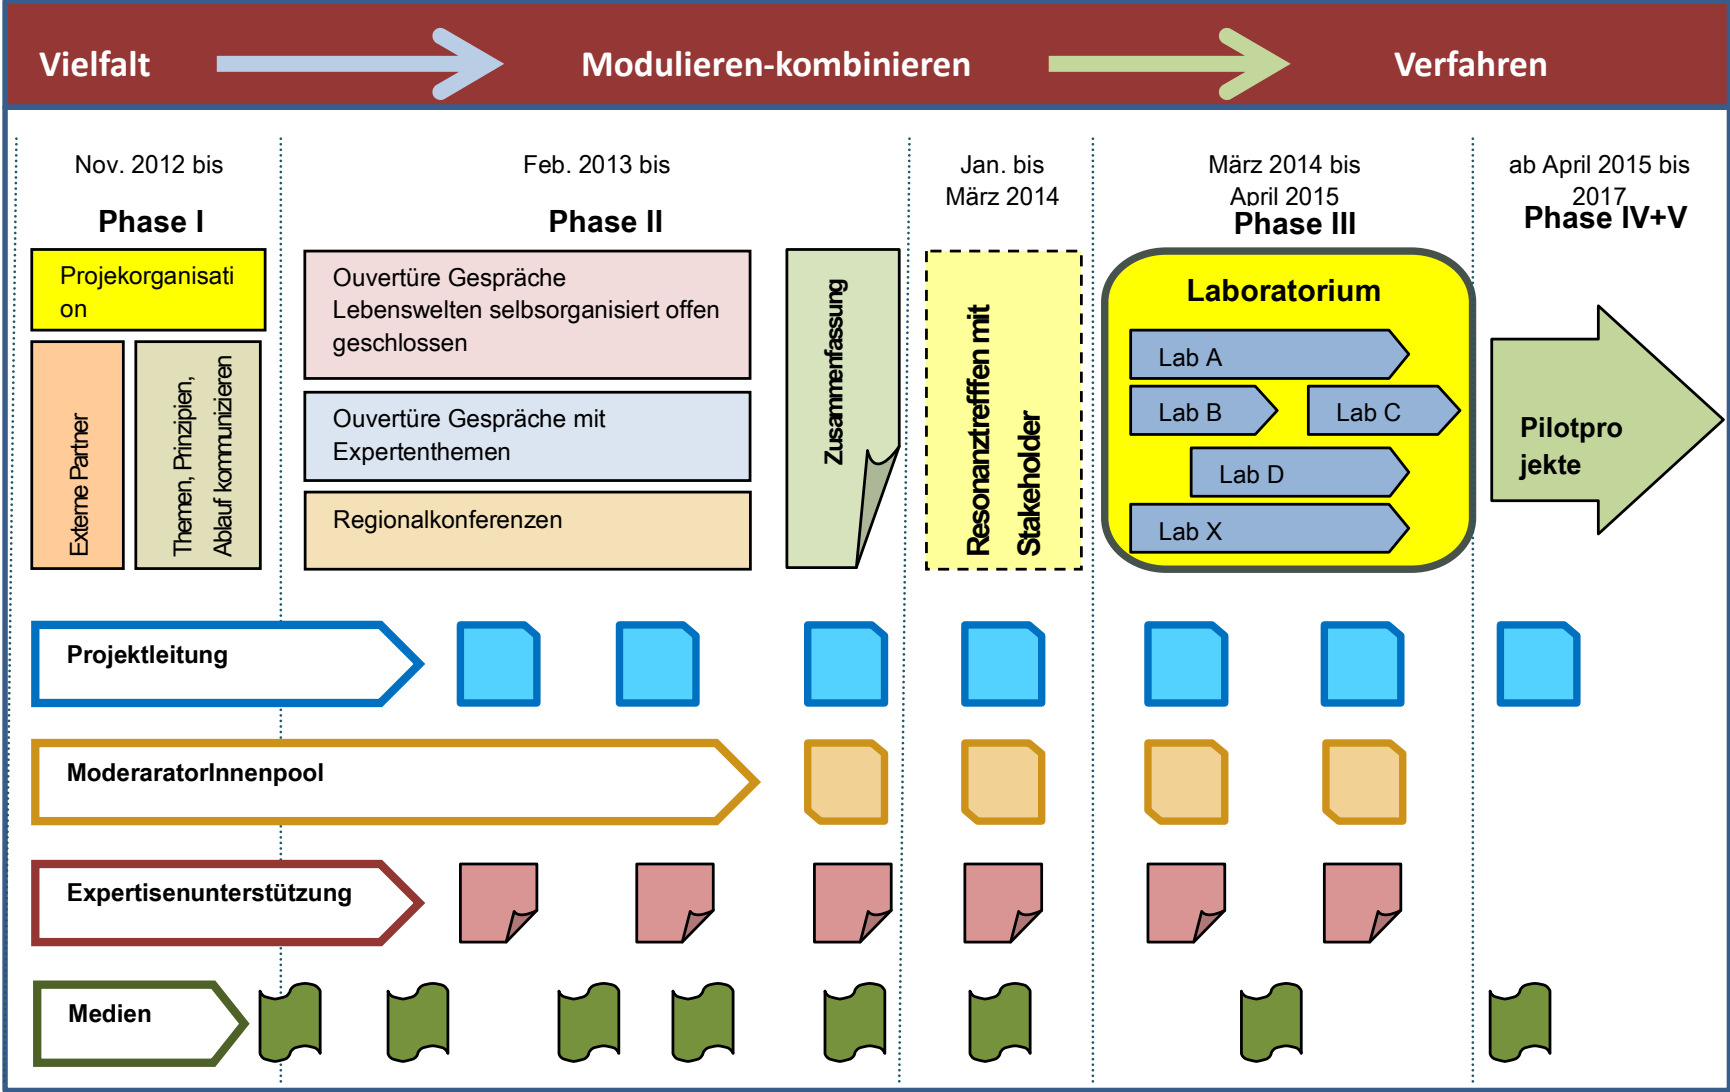 Vielfalt
Modulieren-kombinieren
Verfahren
Nov. 2012 bis
Phase I
Feb. 2013 bis
Phase II
Jan. bis
März 2014
März 2014 bis
April 2015
Phase III
ab April 2015 bis
2017
Phase IV+V
Projekorganisati
on
Externe Partner
Themen, Prinzipien,
Ablauf kommunizieren
Ouvertüre Gespräche
Lebenswelten selbsorganisiert offen
geschlossen
Ouvertüre Gespräche mit
Expertenthemen
Regionalkonferenzen
Zusammenfassung
Resonanztrefffen mit
Stakeholder
Laboratorium
Lab A
Lab B
Lab C
Lab D
Lab X
Pilotpro
jekte
Projektleitung
ModeraratorInnenpool
Expertisenunterstützung
Medien